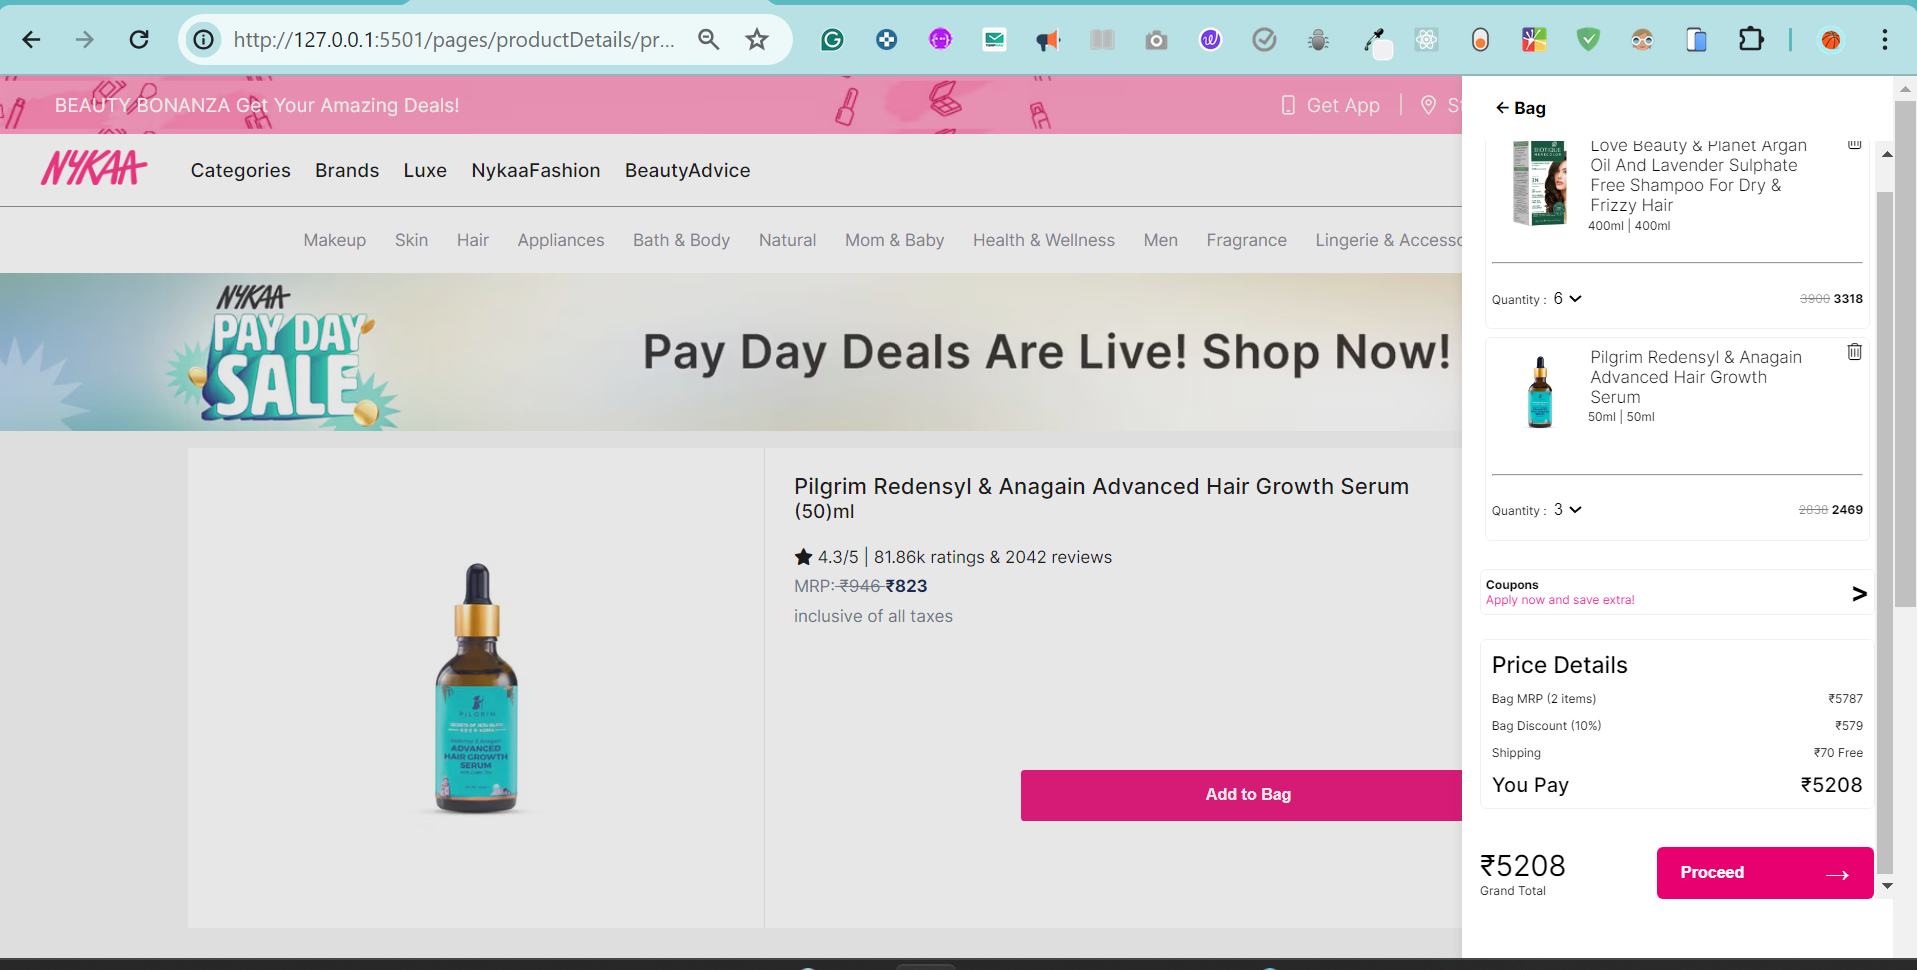 http://127.0.0.1:5501/pages/productDetails/pr...
BEAUTY BONANZA Get Your Amazing Deals!
Get App
NYKAA
Categories
Brands
Luxe
NykaaFashion
BeautyAdvice
Makeup
Skin
Hair
Appliances
Bath & Body
Natural
Mom & Baby
Health & Wellness
Men
Fragrance
Lingerie & Accesso
NYKAA
PAY DAY
SALE
Pay Day Deals Are Live! Shop Now!
Pilgrim Redensyl & Anagain Advanced Hair Growth Serum
(50)ml
4.3/5 | 81.86k ratings & 2042 reviews
MRP: ₹946 ₹823
inclusive of all taxes
PILGRIM
ADVANCED
HAIR GROWTH
SERUM
Add to Bag
← Bag
BIOTIQUE
Love Beauty & Planet Argan
Oil And Lavender Sulphate
Free Shampoo For Dry &
Frizzy Hair
400ml | 400ml
Quantity : 6
3900 3318
Pilgrim Redensyl & Anagain
Advanced Hair Growth
Serum
50ml | 50ml
Quantity : 3
2838 2469
Coupons
Apply now and save extra!
>
Price Details
Bag MRP (2 items) ₹5787
Bag Discount (10%) ₹579
Shipping ₹70 Free
You Pay ₹5208
₹5208
Grand Total
Proceed →